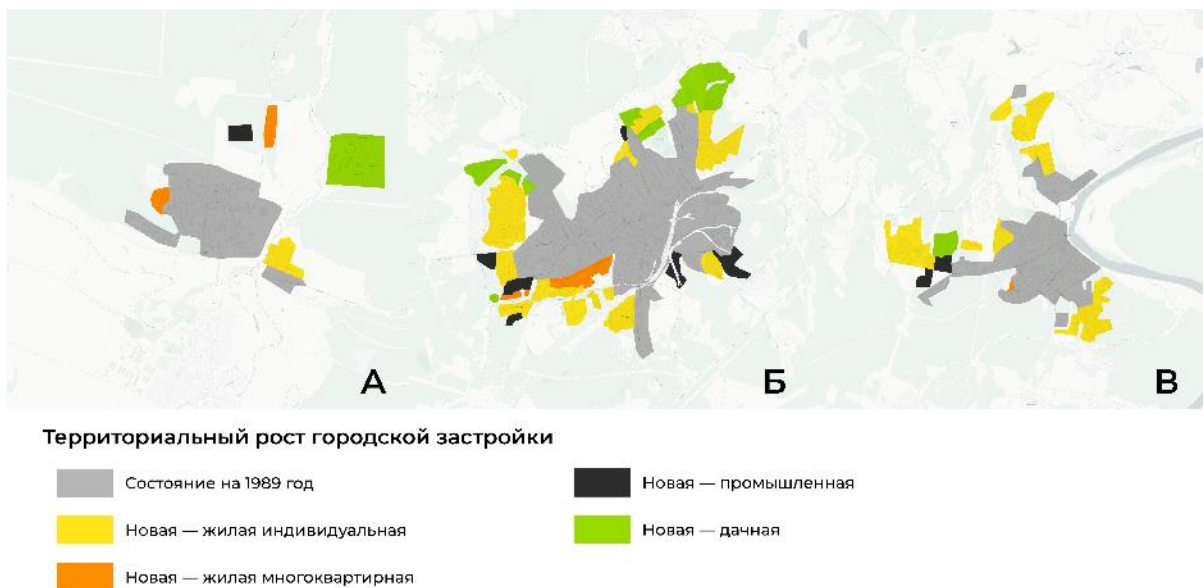 А Б В
Территориальный рост городской застройки
Состояние на 1989 год
Новая — промышленная
Новая — жилая индивидуальная
Новая — дачная
Новая — жилая многоквартирная